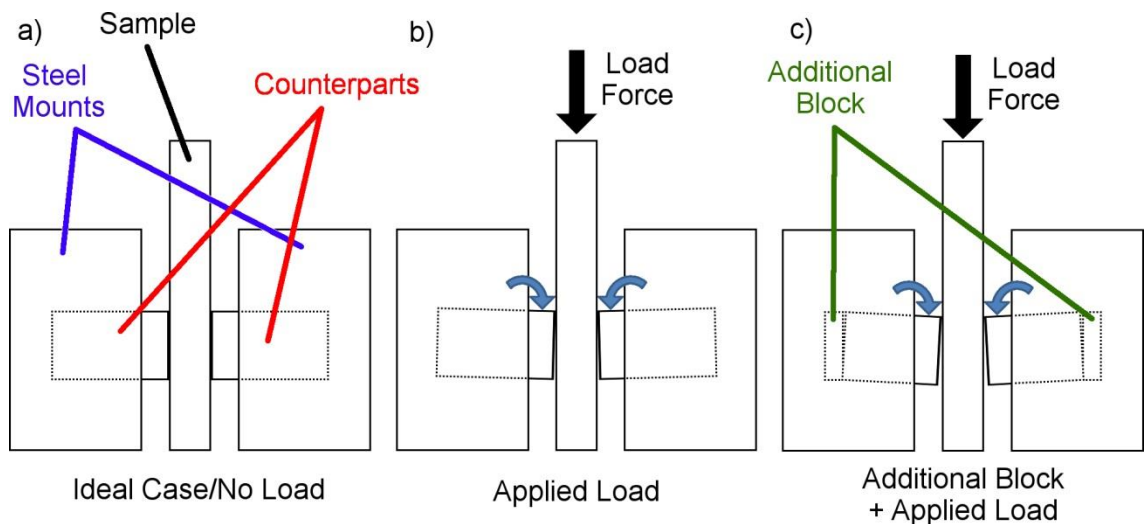 a)
Sample
Steel
Mounts
Counterparts
Ideal Case/No Load
b)
Load
Force
Applied Load
c)
Additional
Block
Load
Force
Additional Block
+ Applied Load